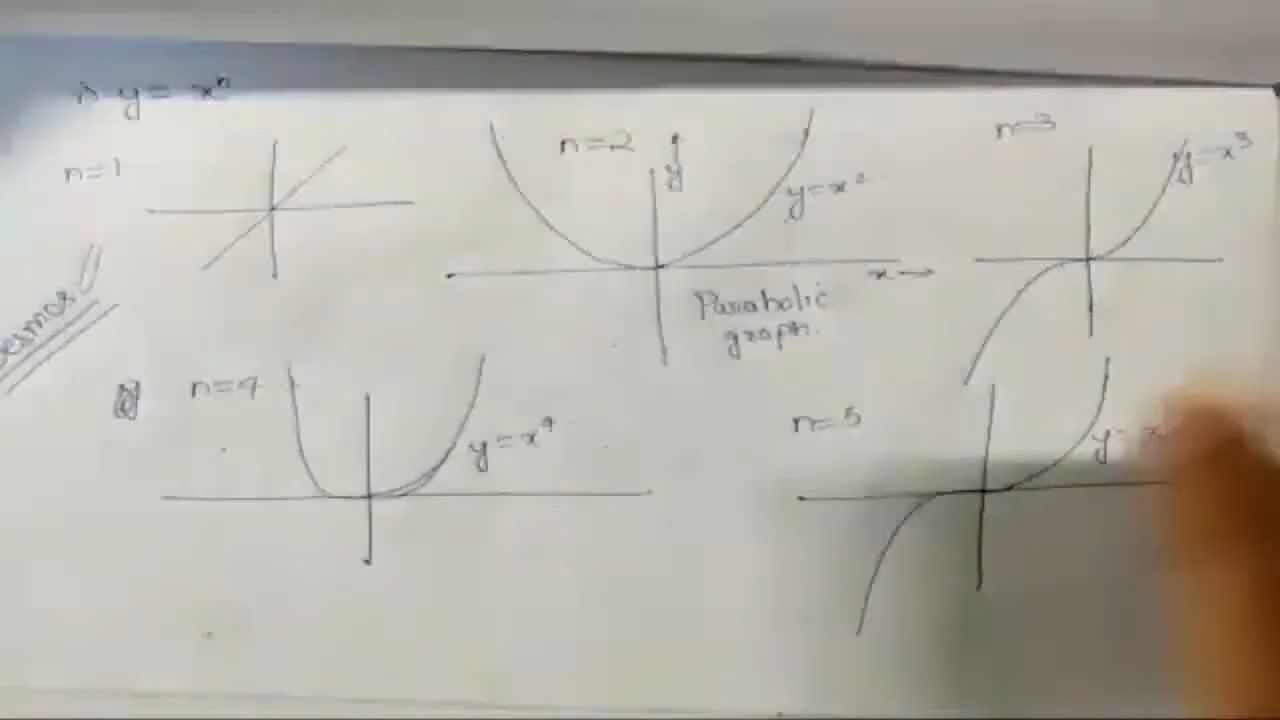 y = xⁿ
n=1
n=2
y
y=x²
x →
Parabolic
graph.
n=3
y=x³
n=4
y=x⁴
n=5
y=x